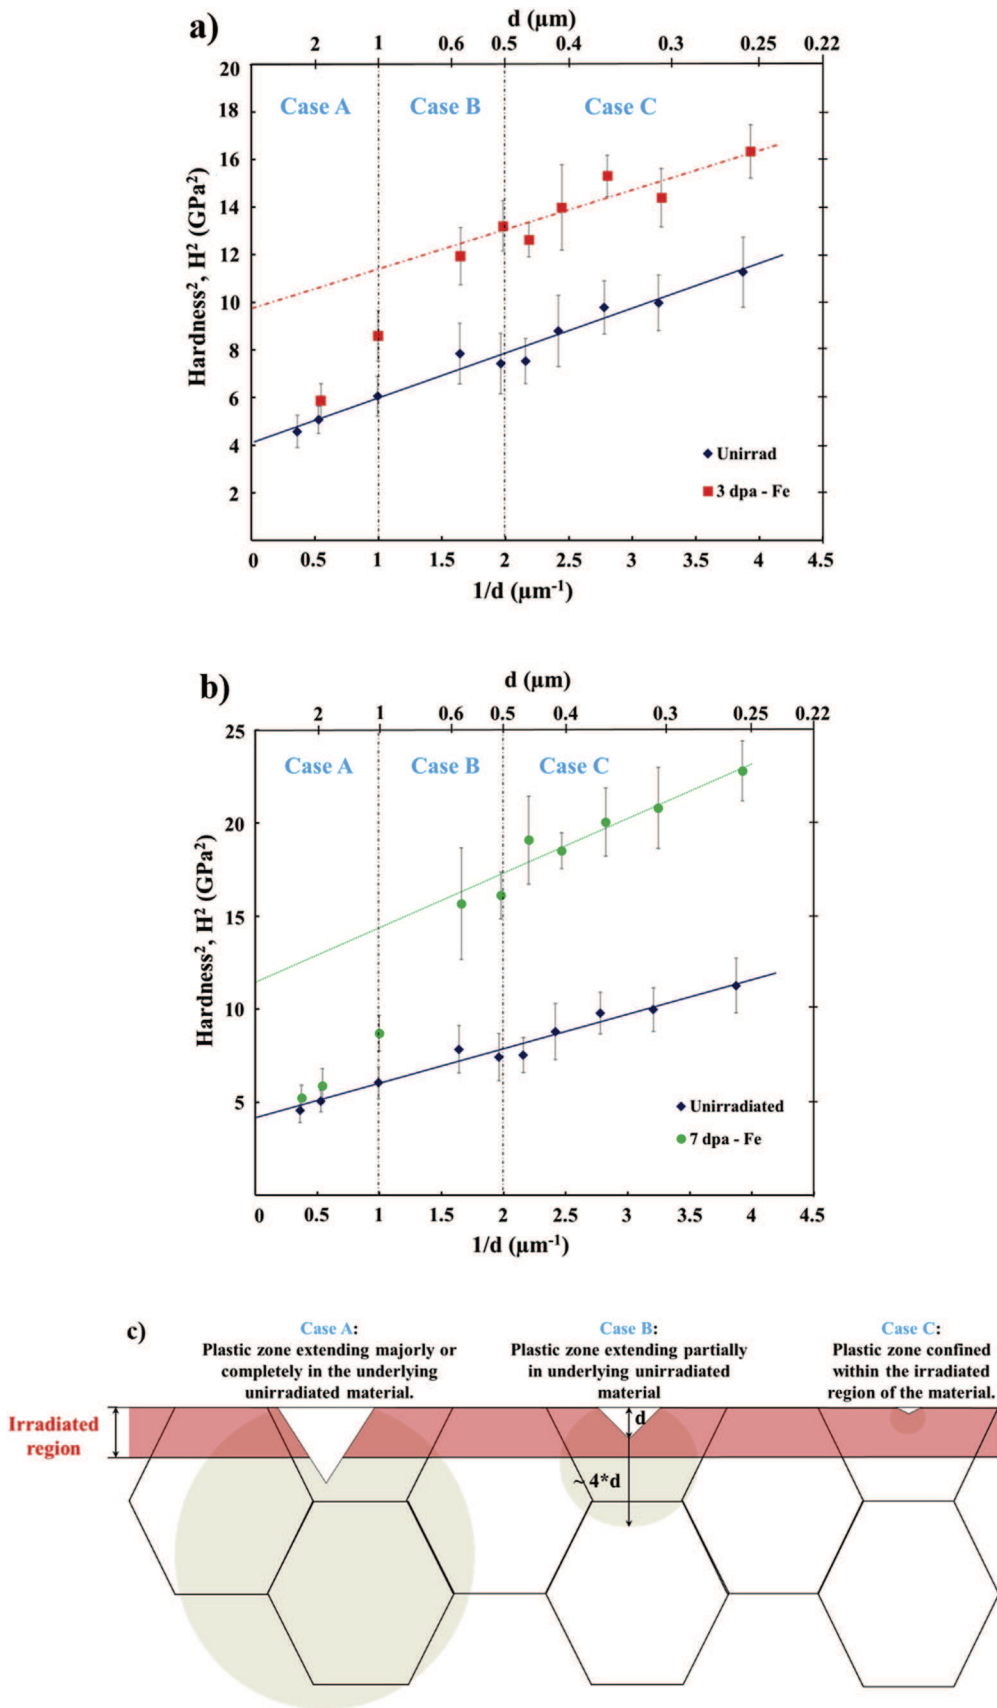 a)
d (μm)
2 1 0.6 0.5 0.4 0.3 0.25 0.22
Hardness², H² (GPa²)
20
18
16
14
12
10
8
6
4
2
Case A Case B Case C
Unirrad
3 dpa - Fe
0 0.5 1 1.5 2 2.5 3 3.5 4 4.5
1/d (μm⁻¹)
b)
d (μm)
2 1 0.6 0.5 0.4 0.3 0.25 0.22
Hardness², H² (GPa²)
25
20
15
10
5
Case A Case B Case C
Unirradiated
7 dpa - Fe
0 0.5 1 1.5 2 2.5 3 3.5 4 4.5
1/d (μm⁻¹)
c)
Case A:
Plastic zone extending majorly or
completely in the underlying
unirradiated material.
Case B:
Plastic zone extending partially
in underlying unirradiated
material
Case C:
Plastic zone confined
within the irradiated
region of the material.
Irradiated
region
d
~ 4*d